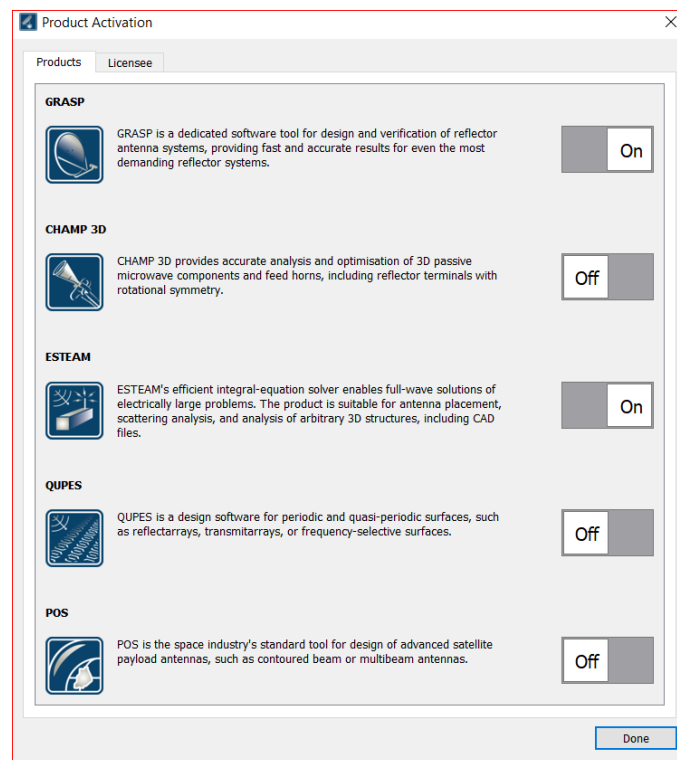 Product Activation
Products
Licensee
GRASP
GRASP is a dedicated software tool for design and verification of reflector
antenna systems, providing fast and accurate results for even the most
demanding reflector systems.
On
CHAMP 3D
CHAMP 3D provides accurate analysis and optimisation of 3D passive
microwave components and feed horns, including reflector terminals with
rotational symmetry.
Off
ESTEAM
ESTEAM's efficient integral-equation solver enables full-wave solutions of
electrically large problems. The product is suitable for antenna placement,
scattering analysis, and analysis of arbitrary 3D structures, including CAD
files.
On
QUPES
QUPES is a design software for periodic and quasi-periodic surfaces, such
as reflectarrays, transmitarrays, or frequency-selective surfaces.
Off
POS
POS is the space industry's standard tool for design of advanced satellite
payload antennas, such as contoured beam or multibeam antennas.
Off
Done